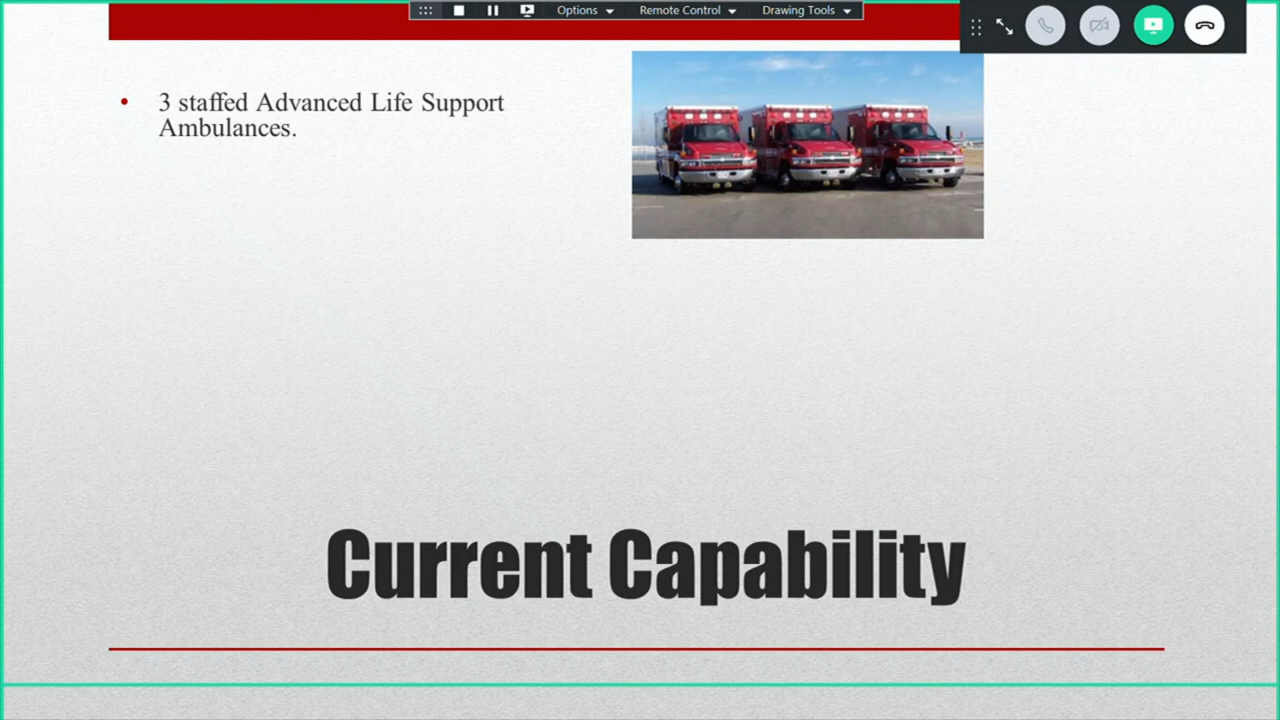 Options Remote Control Drawing Tools
• 3 staffed Advanced Life Support
Ambulances.
Current Capability